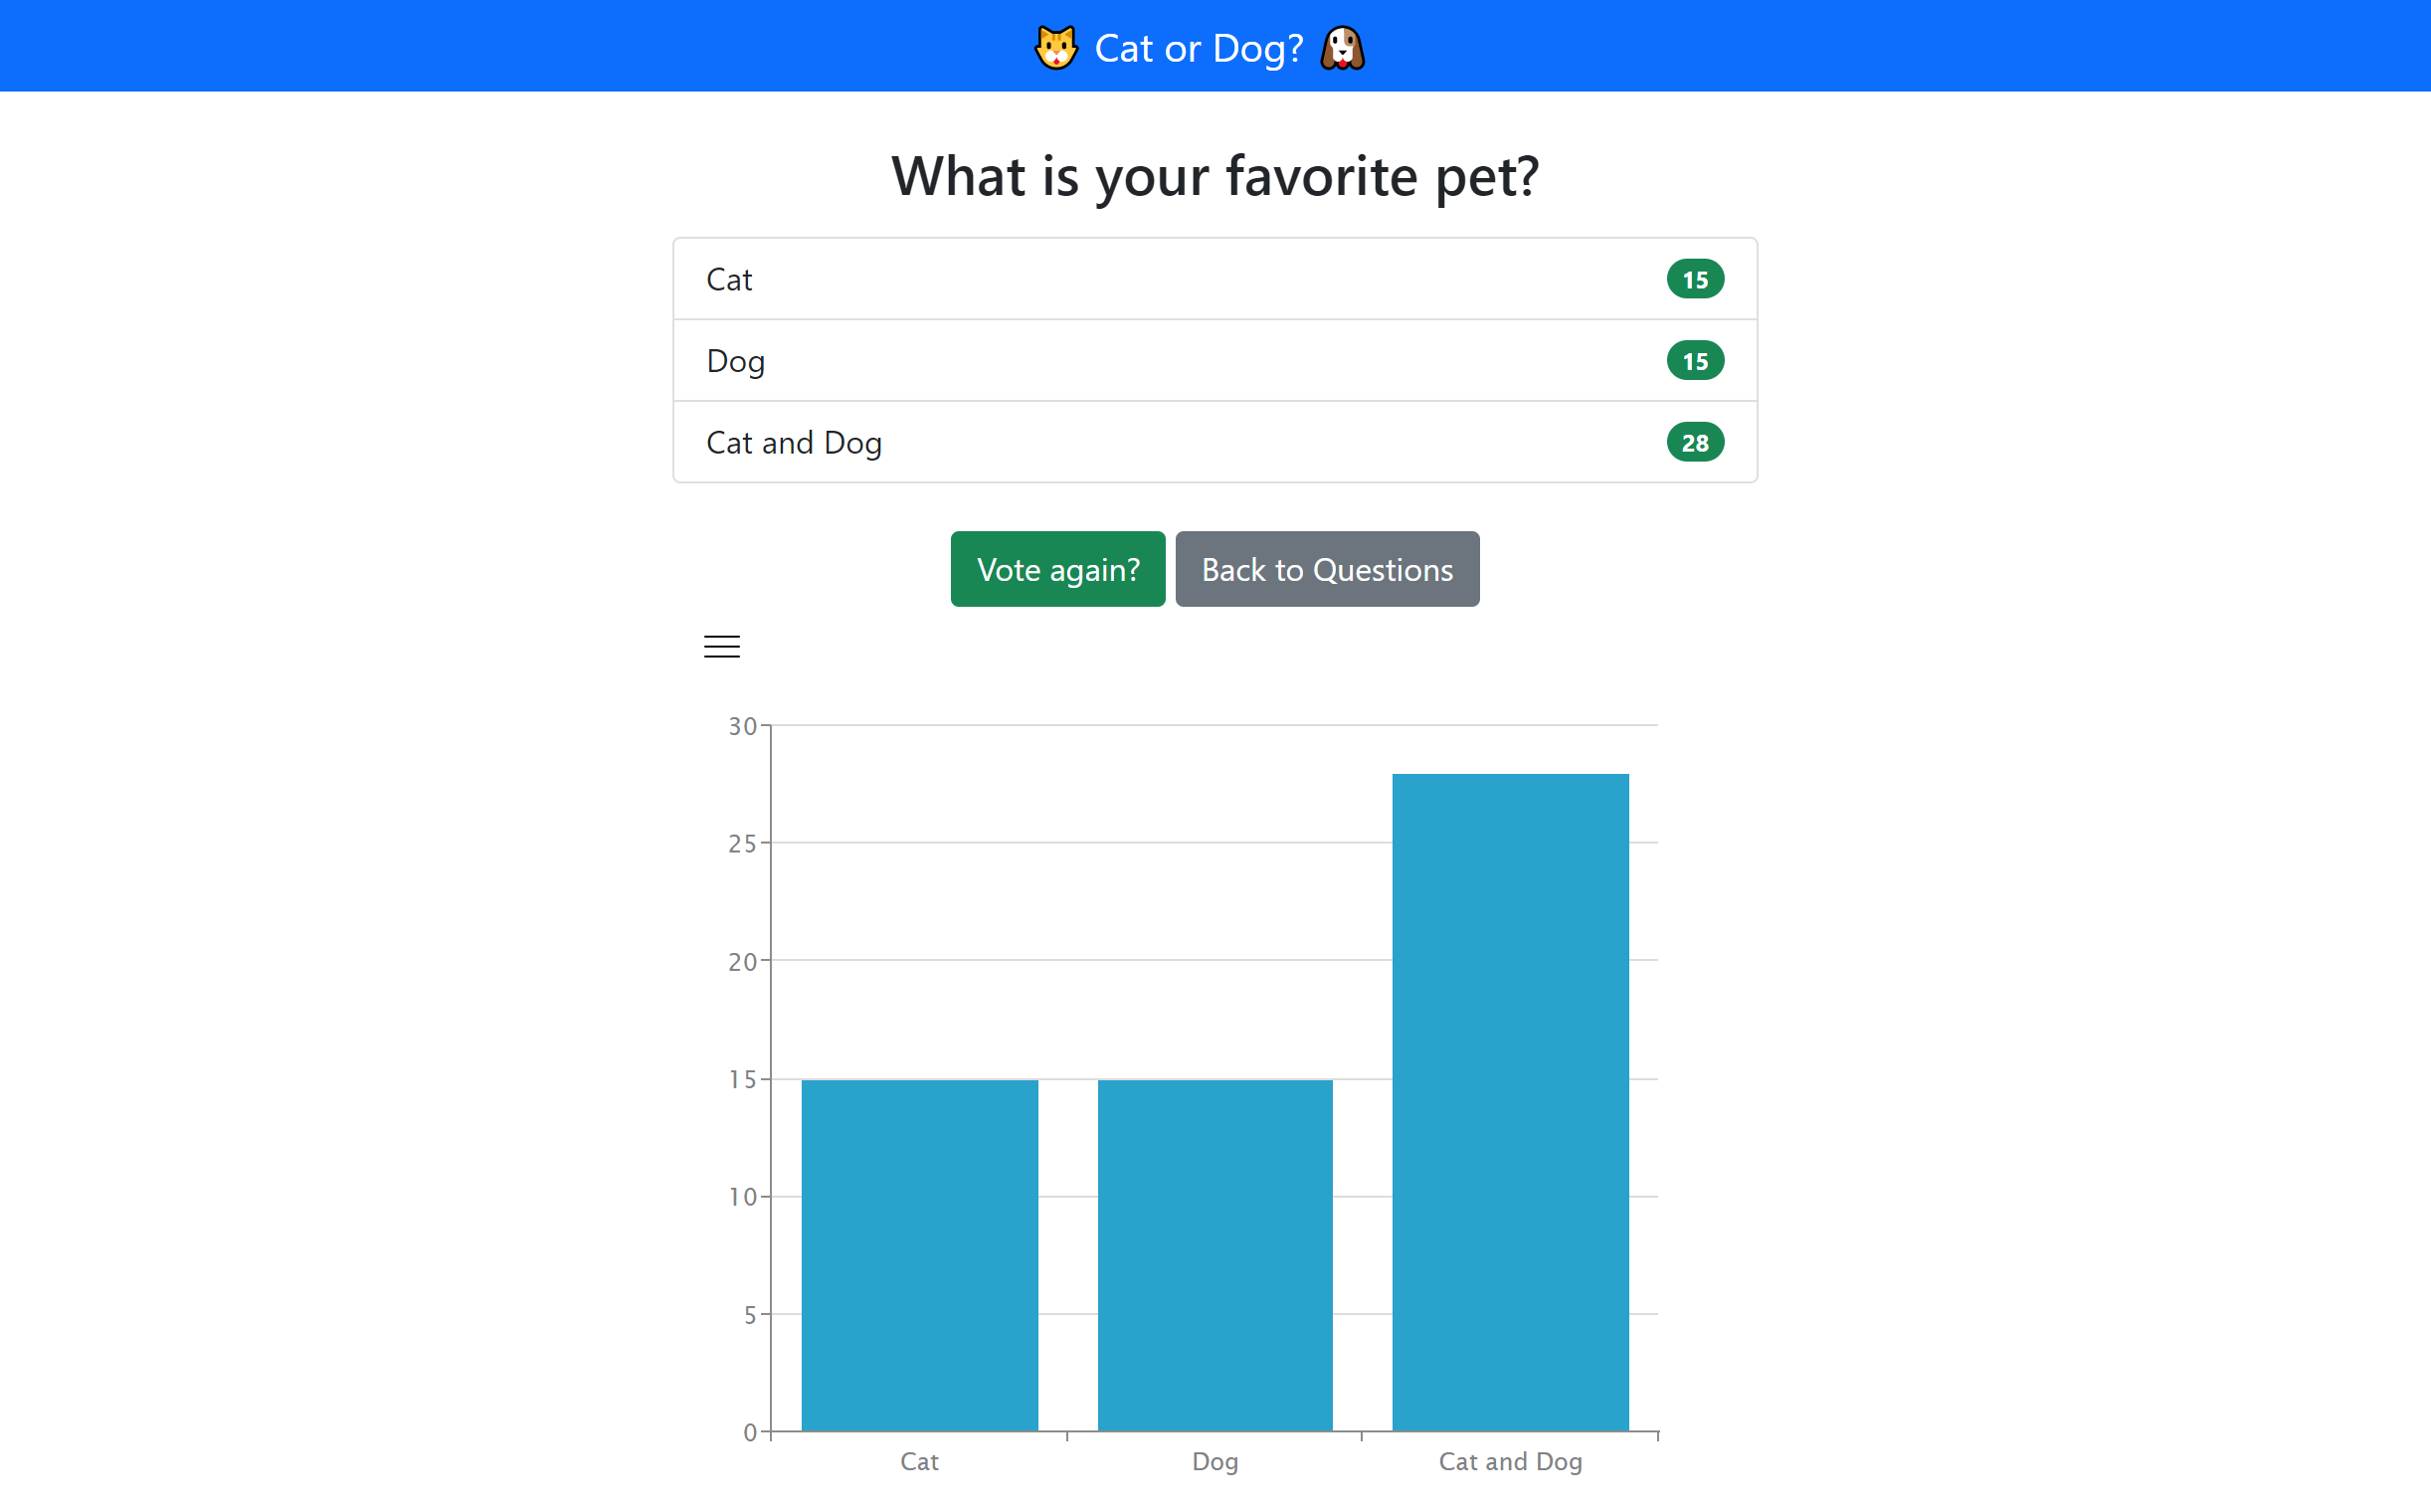 Cat or Dog?
What is your favorite pet?
Cat 15
Dog 15
Cat and Dog 28
Vote again? Back to Questions
30
25
20
15
10
5
0
Cat Dog Cat and Dog